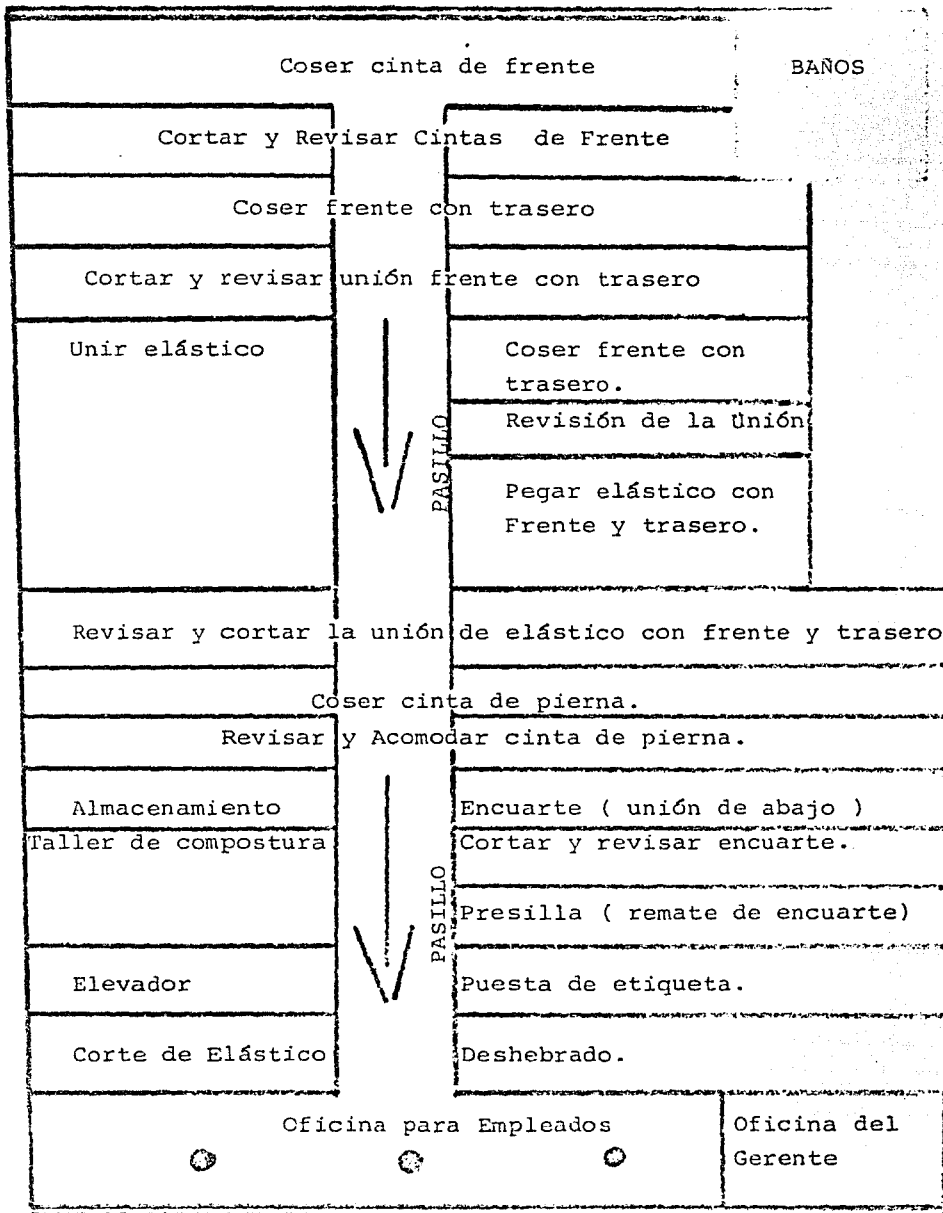 Coser cinta de frente
BAÑOS
Cortar y Revisar Cintas de Frente
Coser frente con trasero
Cortar y revisar unión frente con trasero
Unir elástico
Coser frente con
trasero.
Revisión de la Unión
PASILLO
Pegar elástico con
Frente y trasero.
Revisar y cortar la unión de elástico con frente y trasero
Coser cinta de pierna.
Revisar y Acomodar cinta de pierna.
Almacenamiento
Encuarte ( unión de abajo )
Taller de compostura
Cortar y revisar encuarte.
PASILLO
Presilla ( remate de encuarte)
Elevador
Puesta de etiqueta.
Corte de Elástico
Deshebrado.
Oficina para Empleados
Oficina del
Gerente